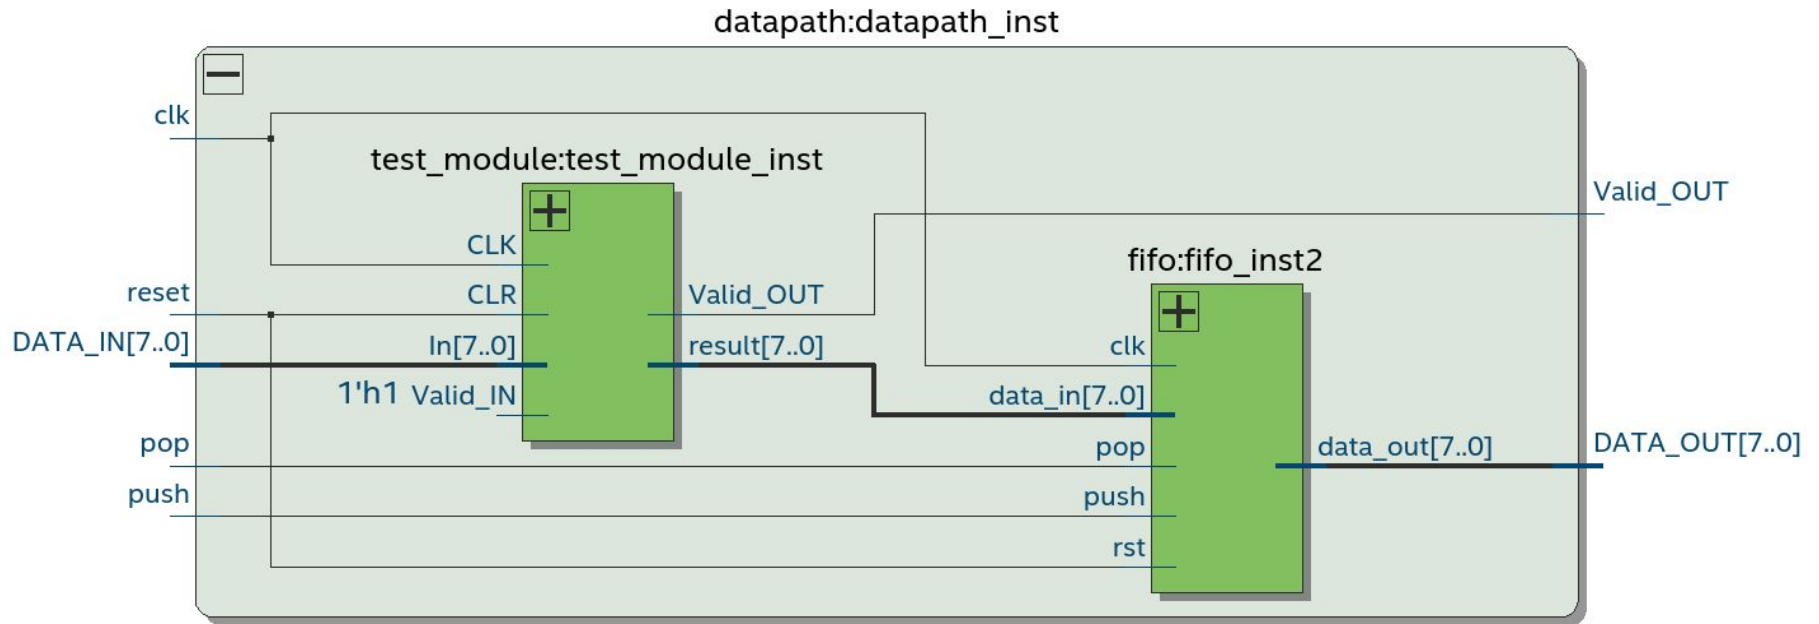 datapath:datapath_inst
clk
test_module:test_module_inst
Valid_OUT
CLK
fifo:fifo_inst2
reset
CLR
Valid_OUT
DATA_IN[7..0]
In[7..0]
result[7..0]
clk
1'h1 Valid_IN
data_in[7..0]
pop
pop
data_out[7..0]
DATA_OUT[7..0]
push
push
rst